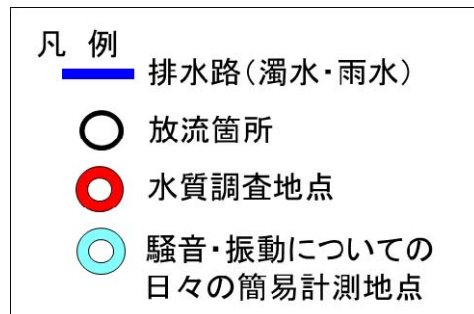 凡 例
排水路(濁水・雨水)
放流箇所
水質調査地点
騒音・振動についての
日々の簡易計測地点